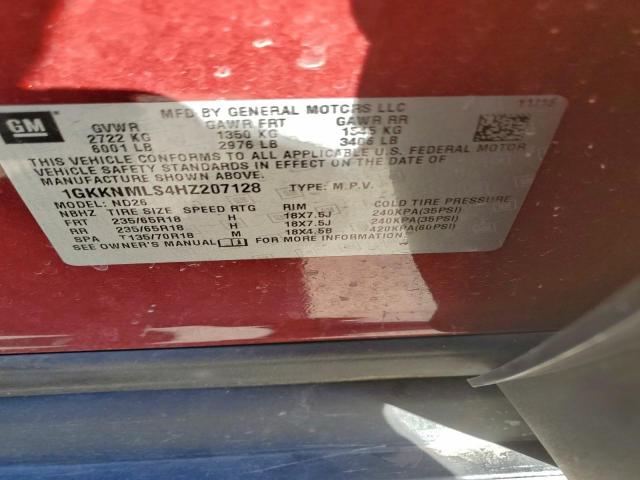 GM
MFD BY GENERAL MOTORS LLC
11/16
GVWR GAWR FRT GAWR RR
2722 KG 1350 KG 1545 KG
6001 LB 2976 LB 3406 LB
THIS VEHICLE CONFORMS TO ALL APPLICABLE U.S. FEDERAL MOTOR
VEHICLE SAFETY STANDARDS IN EFFECT ON THE DATE OF
MANUFACTURE SHOWN ABOVE.
1GKKNMLS4HZ207128 TYPE: M.P.V.
MODEL: ND26
NBHZ TIRE SIZE SPEED RTG RIM COLD TIRE PRESSURE
FRT 235/65R18 H 18X7.5J 240KPA(35PSI)
RR 235/65R18 H 18X7.5J 240KPA(35PSI)
SPA T135/70R18 M 18X4.5B 420KPA(60PSI)
SEE OWNER'S MANUAL FOR MORE INFORMATION.